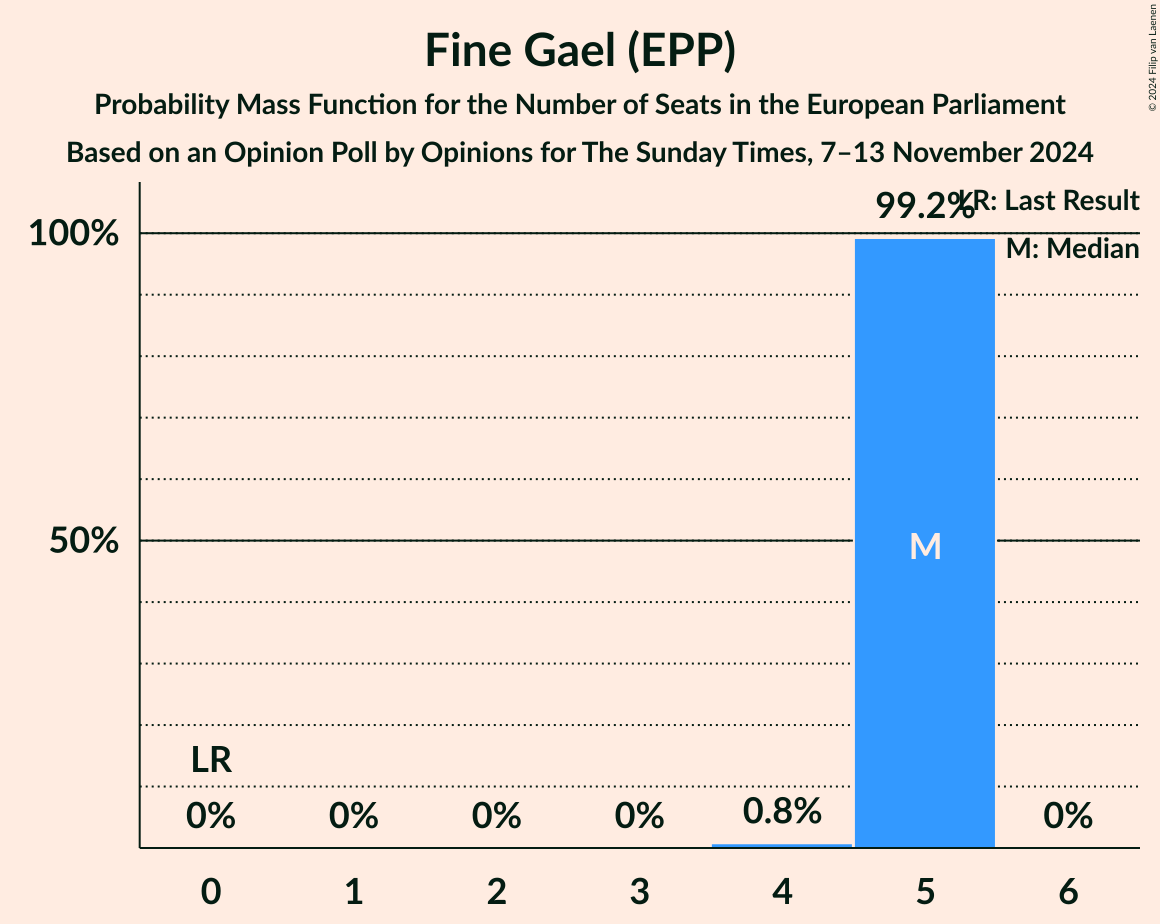 Fine Gael (EPP)
Probability Mass Function for the Number of Seats in the European Parliament
Based on an Opinion Poll by Opinions for The Sunday Times, 7–13 November 2024
© 2024 Filip van Laenen
99.2%
LR: Last Result
M: Median
100%
50%
M
LR
0% 0% 0% 0% 0.8% 0%
0 1 2 3 4 5 6